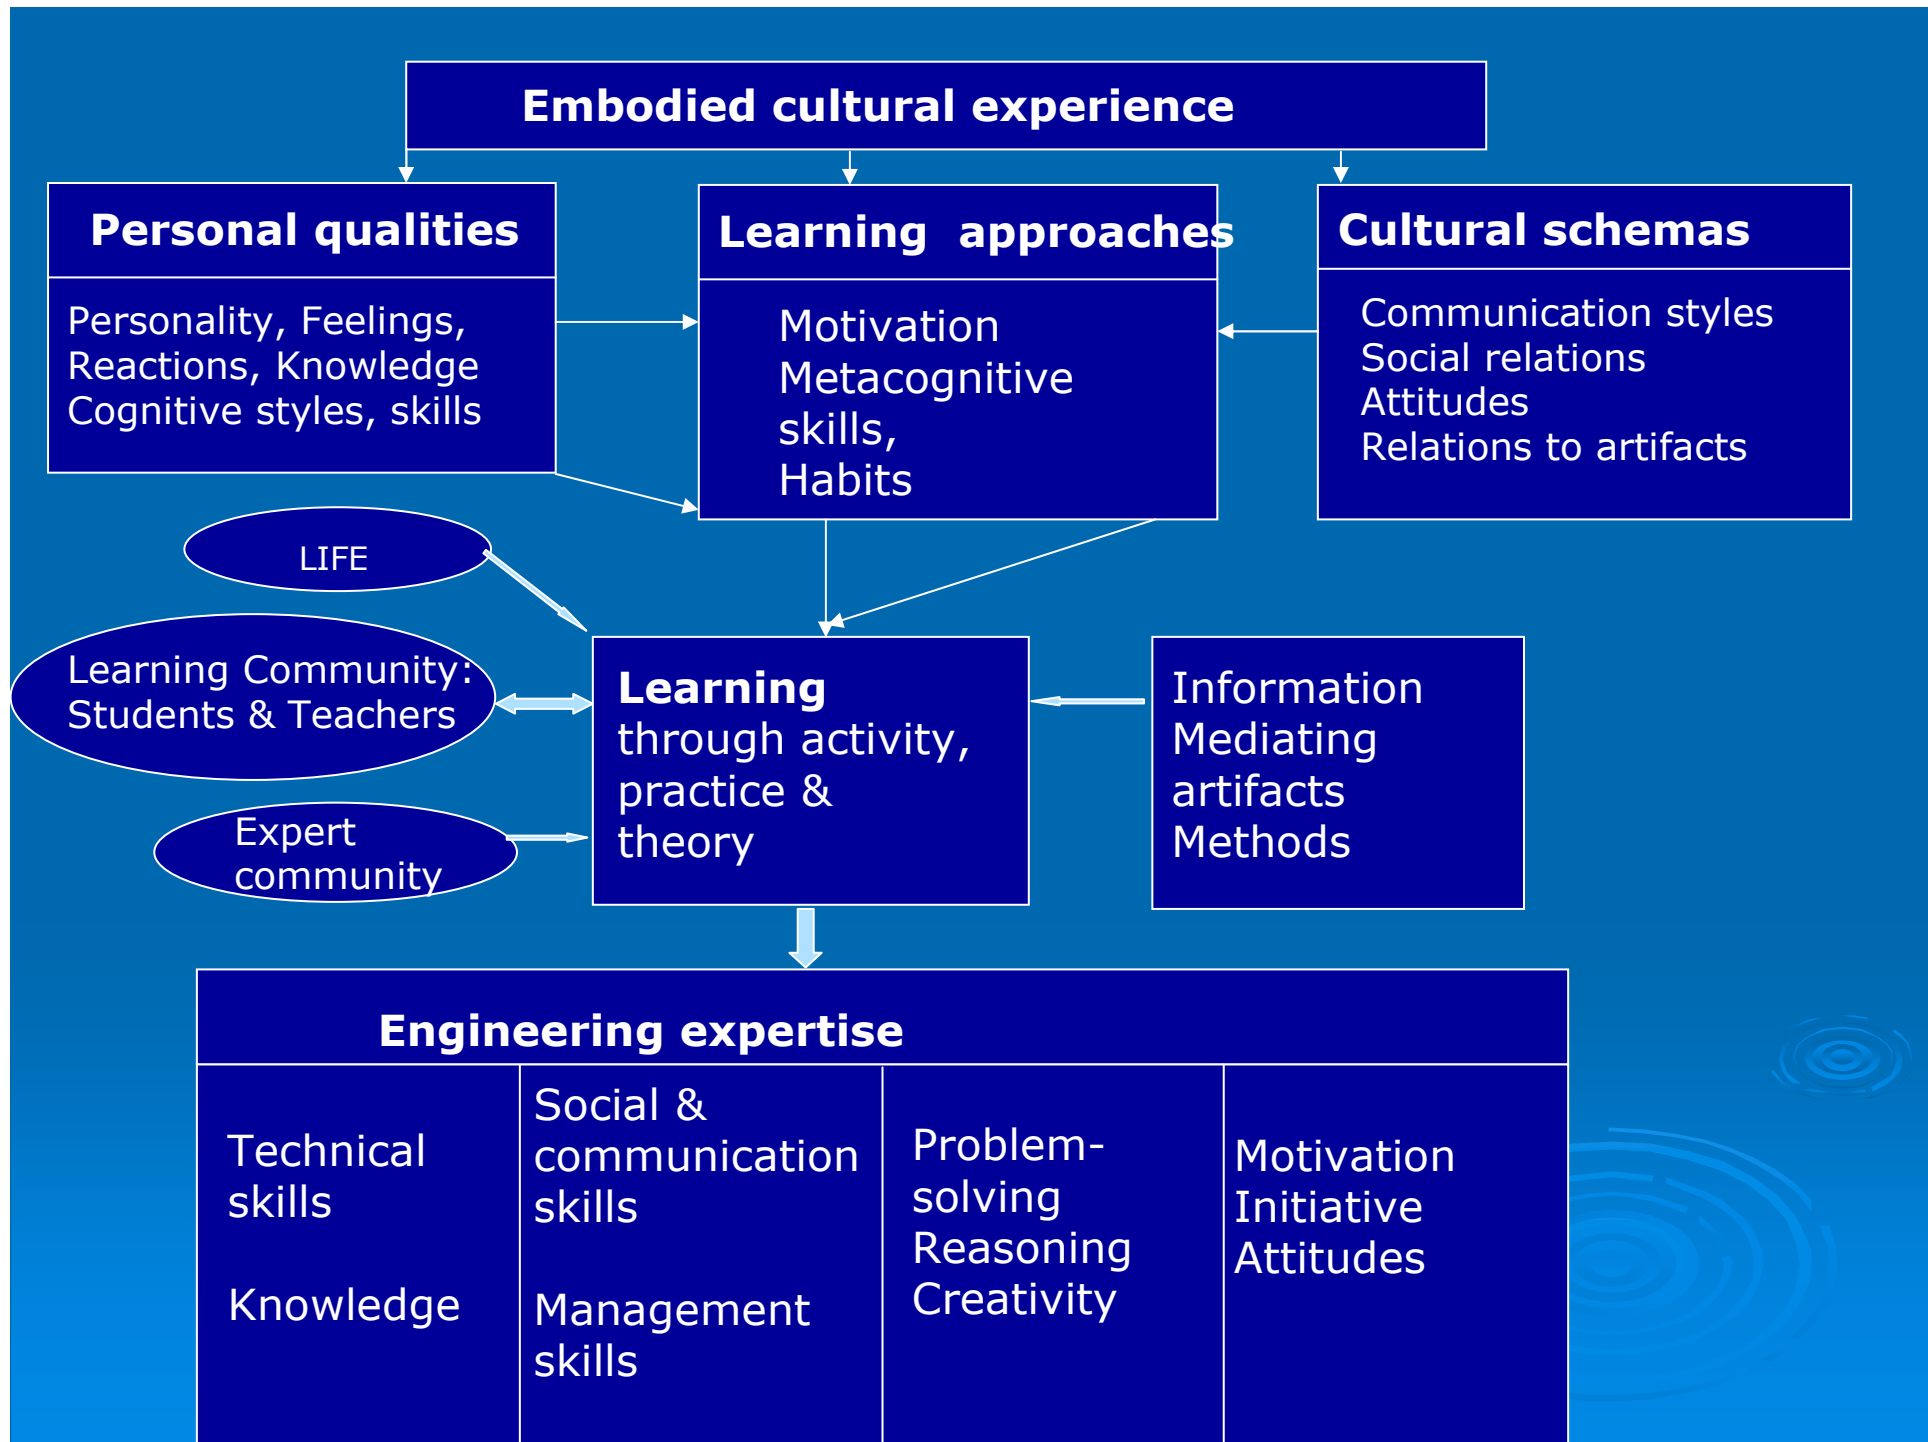 Embodied cultural experience
Personal qualities
Personality, Feelings,
Reactions, Knowledge
Cognitive styles, skills
Learning approaches
Motivation
Metacognitive
skills,
Habits
Cultural schemas
Communication styles
Social relations
Attitudes
Relations to artifacts
LIFE
Learning Community:
Students & Teachers
Expert
community
Learning
through activity,
practice &
theory
Information
Mediating
artifacts
Methods
Engineering expertise
Technical
skills
Knowledge
Social &
communication
skills
Management
skills
Problem-
solving
Reasoning
Creativity
Motivation
Initiative
Attitudes